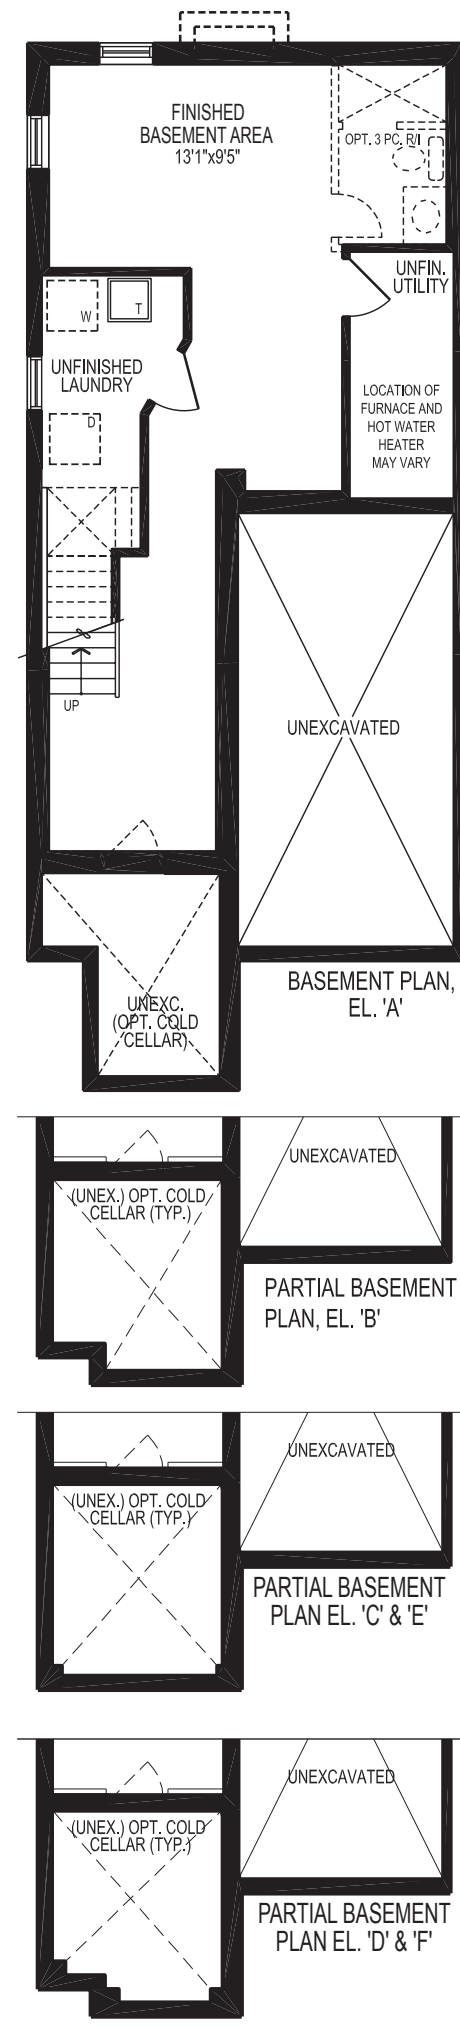 FINISHED
BASEMENT AREA
13'1"x9'5"
OPT. 3 PC. R/I
UNFIN.
UTILITY
W
T
UNFINISHED
LAUNDRY
D
LOCATION OF
FURNACE AND
HOT WATER
HEATER
MAY VARY
UP
UNEXCAVATED
BASEMENT PLAN,
EL. 'A'
UNEXC.
(OPT. COLD
CELLAR)
UNEXCAVATED
(UNEX.) OPT. COLD
CELLAR (TYP.)
PARTIAL BASEMENT
PLAN, EL. 'B'
UNEXCAVATED
(UNEX.) OPT. COLD
CELLAR (TYP.)
PARTIAL BASEMENT
PLAN EL. 'C' & 'E'
UNEXCAVATED
(UNEX.) OPT. COLD
CELLAR (TYP.)
PARTIAL BASEMENT
PLAN EL. 'D' & 'F'